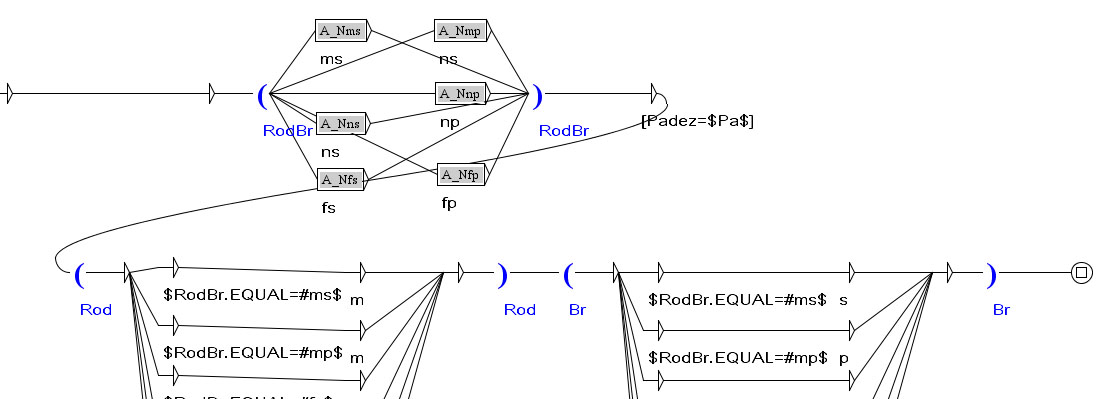 A_Nms
A_Nmp
ms
ns
(
A_Nnp
)
RodBr
A_Nns
np
RodBr
[Padez=$Pa$]
ns
A_Nfs
A_Nfp
fs
fp
( ) ( )
$RodBr.EQUAL=#ms$ m
$RodBr.EQUAL=#ms$ s
Rod
Rod
Br
Br
$RodBr.EQUAL=#mp$ m
$RodBr.EQUAL=#mp$ p